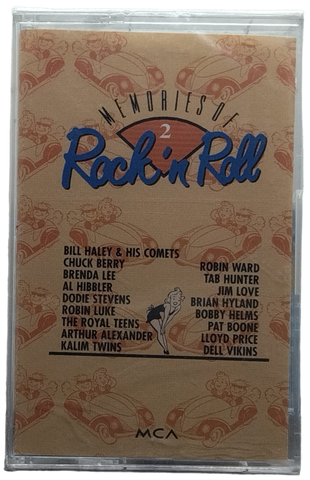 MEMORIES OF
2
Rock 'n Roll
BILL HALEY & HIS COMETS
CHUCK BERRY
BRENDA LEE
AL HIBBLER
DODIE STEVENS
ROBIN LUKE
THE ROYAL TEENS
ARTHUR ALEXANDER
KALIM TWINS
ROBIN WARD
TAB HUNTER
JIM LOVE
BRIAN HYLAND
BOBBY HELMS
PAT BOONE
LLOYD PRICE
DELL VIKINS
MCA